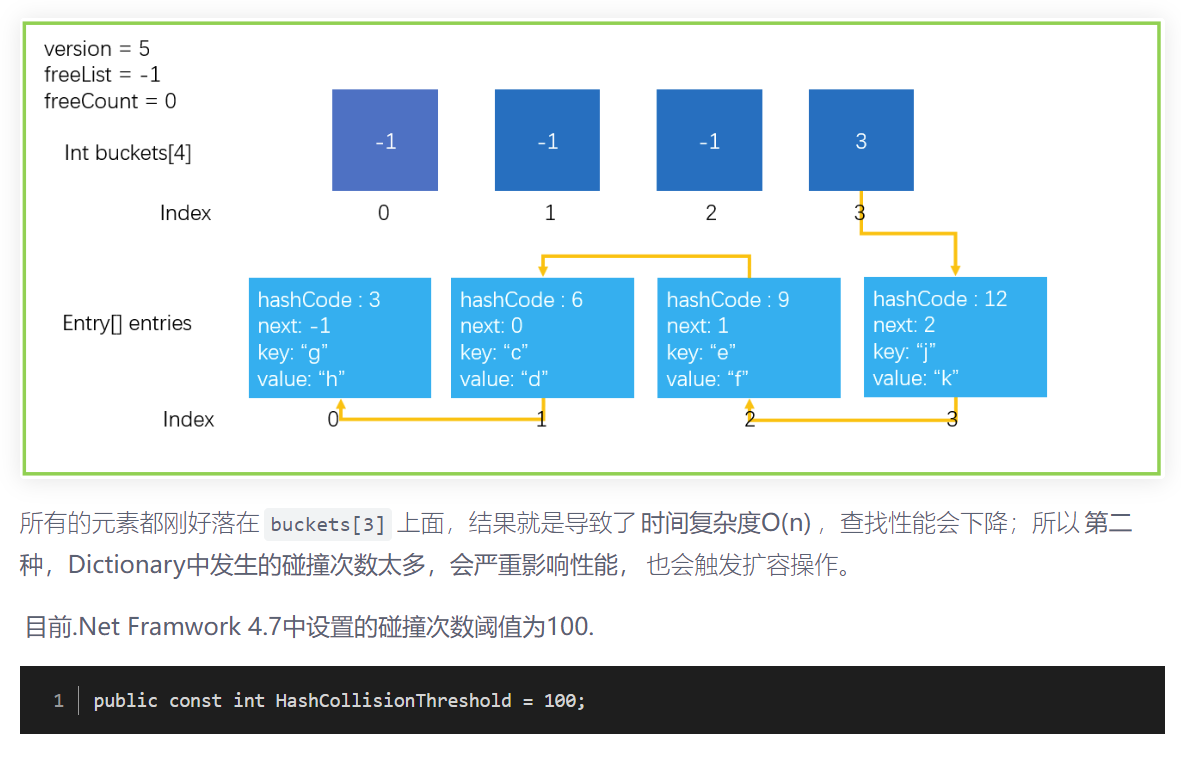 version = 5
freeList = -1
freeCount = 0
Int buckets[4]
-1
-1
-1
3
Index
0
1
2
3
Entry[] entries
hashCode : 3
next: -1
key: “g”
value: “h”
hashCode : 6
next: 0
key: “c”
value: “d”
hashCode : 9
next: 1
key: “e”
value: “f”
hashCode : 12
next: 2
key: “j”
value: “k”
Index
0
1
2
3
所有的元素都刚好落在 buckets[3] 上面，结果就是导致了 时间复杂度O(n) ，查找性能会下降；所以 第二
种，Dictionary中发生的碰撞次数太多，会严重影响性能， 也会触发扩容操作。
目前.Net Framwork 4.7中设置的碰撞次数阈值为100.
1 public const int HashCollisionThreshold = 100;